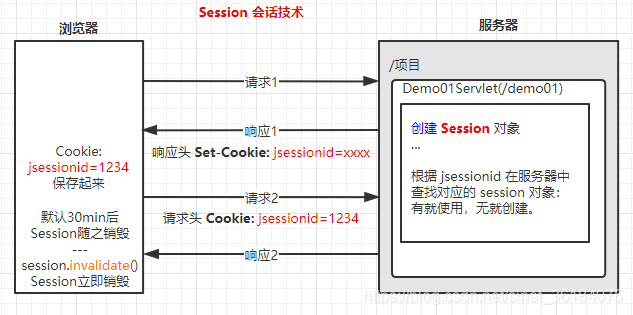 Session 会话技术
浏览器
服务器
/项目
Demo01Servlet(/demo01)
请求1
创建 Session 对象
...
响应1
响应头 Set-Cookie: jsessionid=xxxx
Cookie:
jsessionid=1234
保存起来
根据 jsessionid 在服务器中
查找对应的 session 对象：
有就使用，无就创建。
请求2
请求头 Cookie: jsessionid=1234
默认30min后
Session随之销毁
---
session.invalidate()
Session立即销毁
响应2
https://blog.csdn.net/sinat_36184075